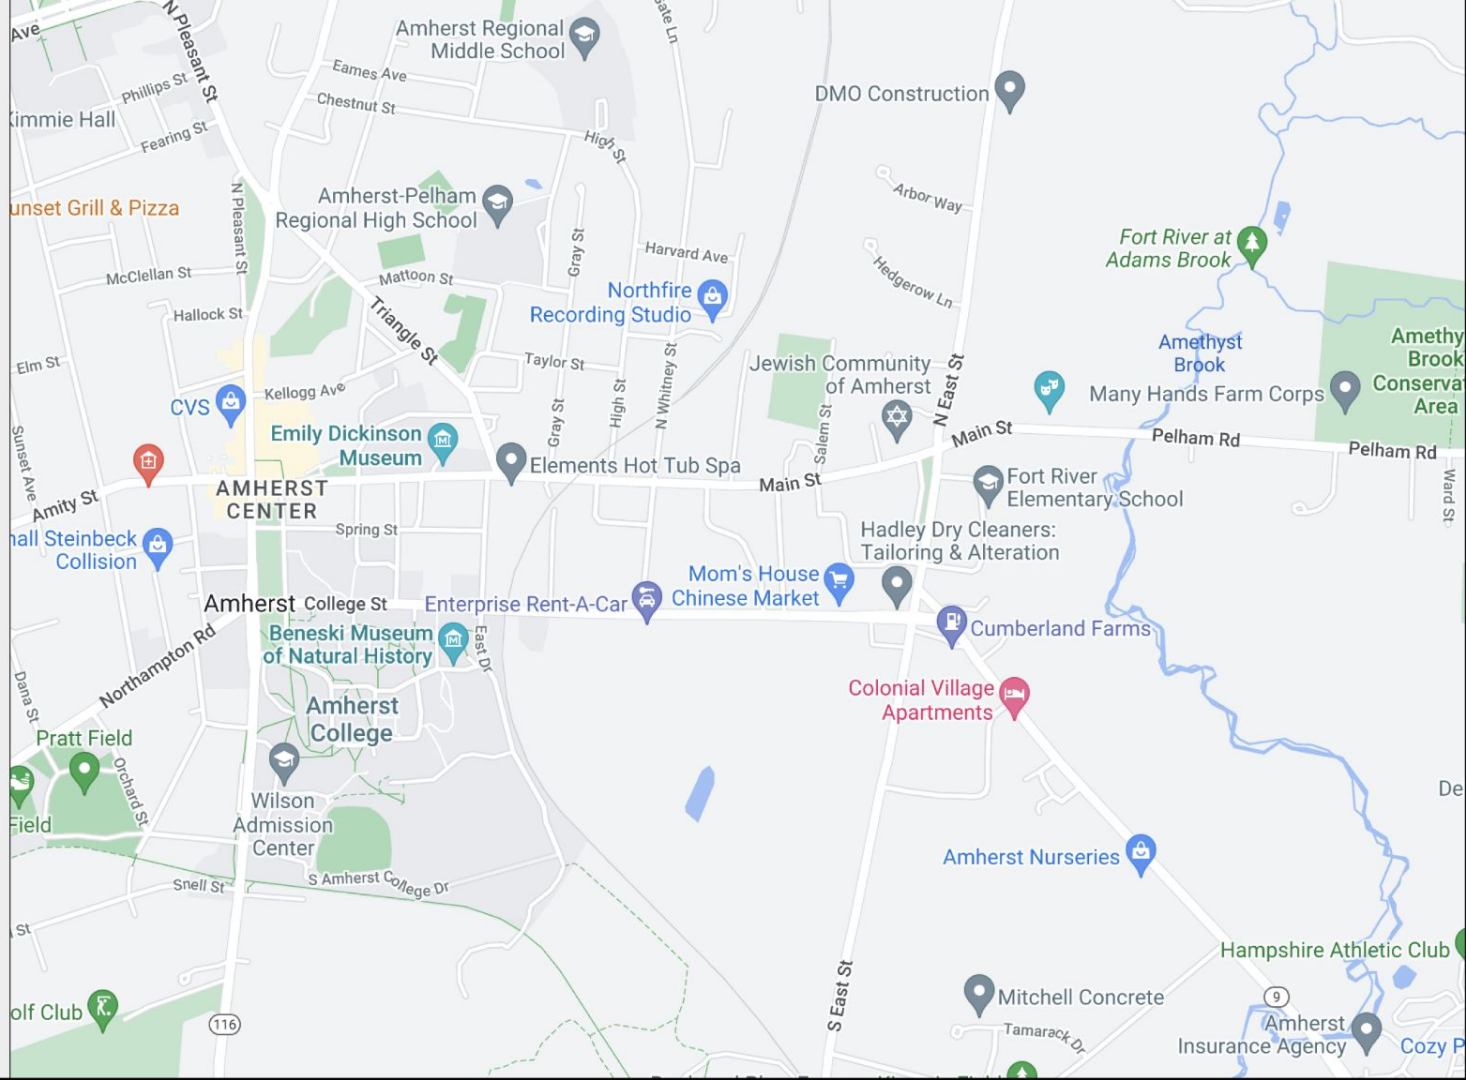 Ave
N Pleasant St
Amherst Regional
Middle School
Eames Ave
Phillips St
Chestnut St
DMO Construction
Kimmie Hall
Fearing St
High St
Arbor Way
unset Grill & Pizza
N Pleasant St
Amherst-Pelham
Regional High School
Gray St
Harvard Ave
Fort River at
Adams Brook
McClellan St
Mattoon St
Hedgerow Ln
Hallock St
Triangle St
Northfire
Recording Studio
Amethyst
Brook
Amethy
Brook
Conserva
Area
Elm St
Taylor St
Jewish Community
of Amherst
N East St
Many Hands Farm Corps
Kellogg Ave
CVS
High St
N Whitney St
Gray St
Salem St
Main St
Pelham Rd
Pelham Rd
Sunset Ave
Emily Dickinson
Museum
Elements Hot Tub Spa
Main St
Fort River
Elementary School
Ward St
Amity St
AMHERST
CENTER
Spring St
Hadley Dry Cleaners:
Tailoring & Alteration
hall Steinbeck
Collision
Mom's House
Chinese Market
Amherst
College St
Enterprise Rent-A-Car
Cumberland Farms
Northampton Rd
Beneski Museum
of Natural History
East Dr
Dana St
Amherst
College
Colonial Village
Apartments
Pratt Field
Orchard St
Field
Wilson
Admission
Center
De
Amherst Nurseries
Snell St
S Amherst College Dr
St
Hampshire Athletic Club
S East St
Mitchell Concrete
9
olf Club
116
Tamarack Dr
Amherst
Insurance Agency
Cozy P